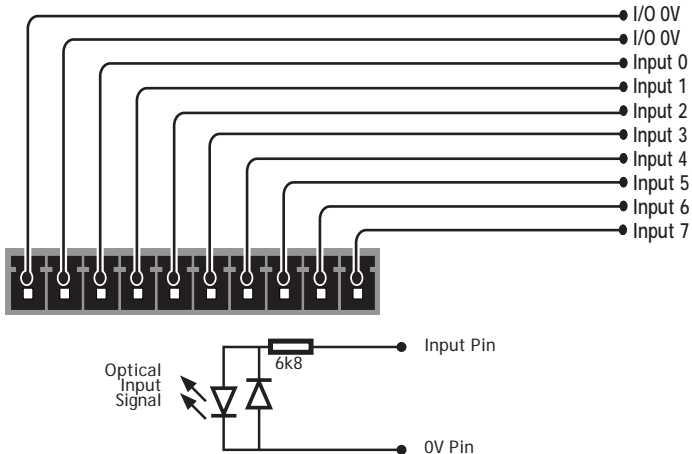 I/O 0V
I/O 0V
Input 0
Input 1
Input 2
Input 3
Input 4
Input 5
Input 6
Input 7
Input Pin
6k8
Optical
Input
Signal
0V Pin